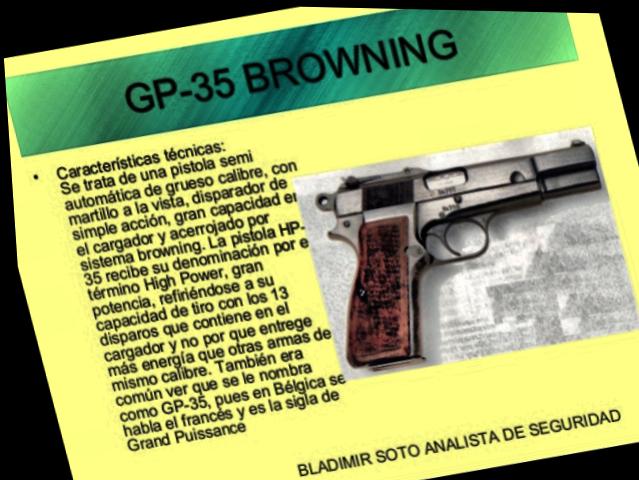 GP-35 BROWNING
• Características técnicas:
Se trata de una pistola semi
automática de grueso calibre, con
martillo a la vista, disparador de
simple acción, gran capacidad en
el cargador y acerrojado por
sistema browning. La pistola HP-
35 recibe su denominación por e
término High Power, gran
potencia, refiriéndose a su
capacidad de tiro con los 13
disparos que contiene en el
cargador y no por que entrege
más energía que otras armas de
mismo calibre. También era
común ver que se le nombra
como GP-35, pues en Bélgica se
habla el francés y es la sigla de
Grand Puissance
BLADIMIR SOTO ANALISTA DE SEGURIDAD